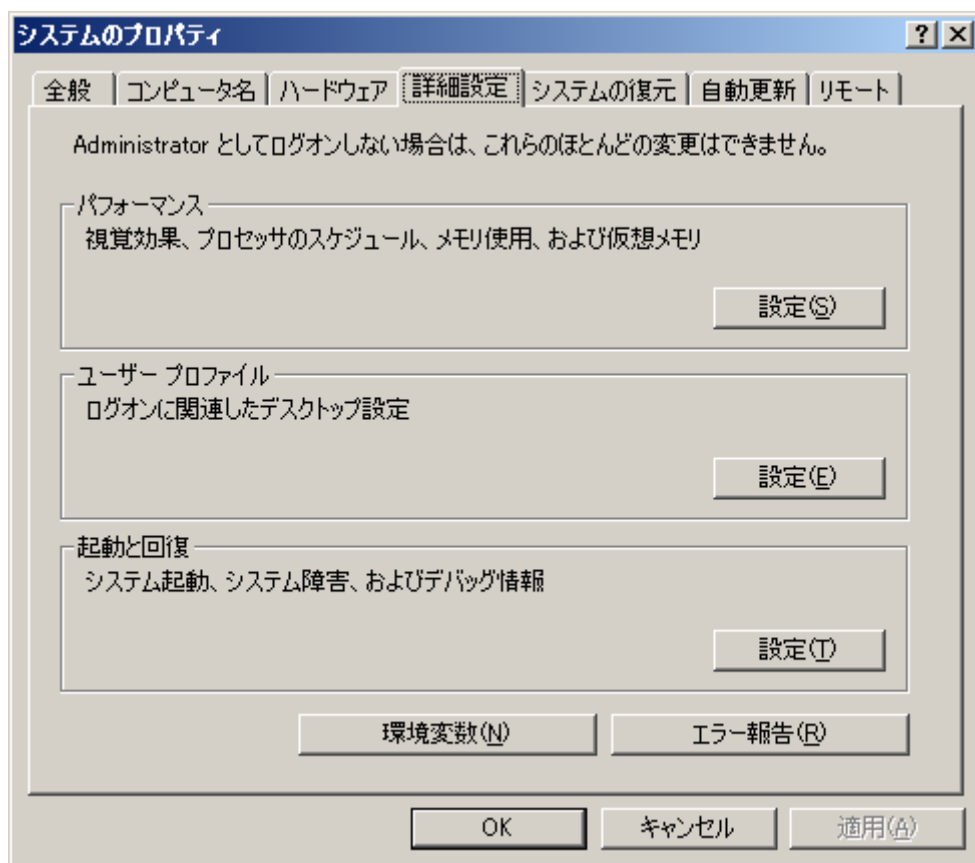 システムのプロパティ
全般 コンピュータ名 ハードウェア 詳細設定 システムの復元 自動更新 リモート
Administrator としてログオンしない場合は、これらのほとんどの変更はできません。
パフォーマンス
視覚効果、プロセッサのスケジュール、メモリ使用、および仮想メモリ
設定(S)
ユーザー プロファイル
ログオンに関連したデスクトップ設定
設定(E)
起動と回復
システム起動、システム障害、およびデバッグ情報
設定(T)
環境変数(N) エラー報告(R)
OK キャンセル 適用(A)